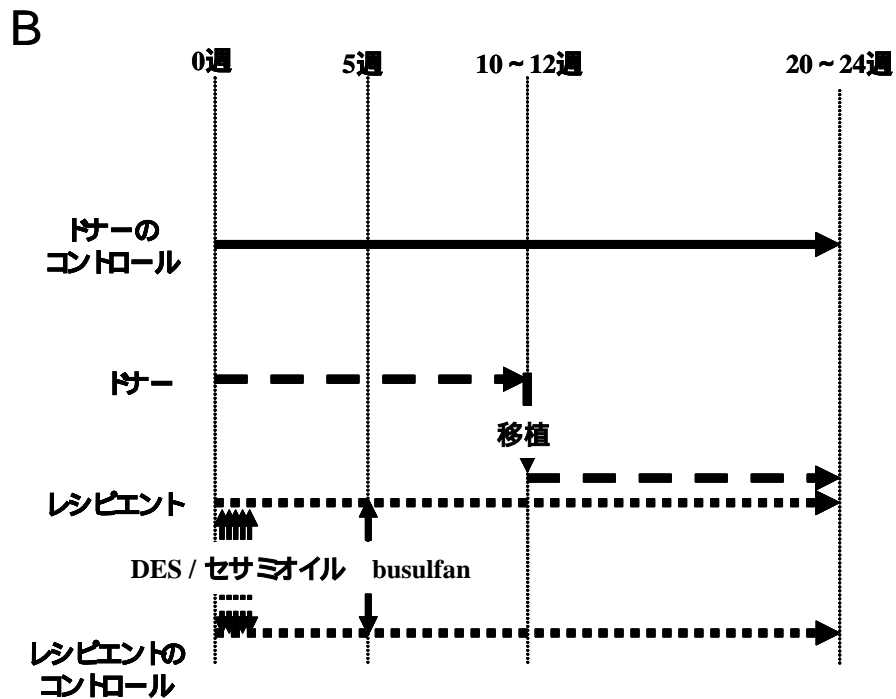 B
0週 5週 10~12週 20~24週
ドナーの
コントロール
ドナー
移植
レシピエント
DES / セサミオイル busulfan
レシピエントの
コントロール